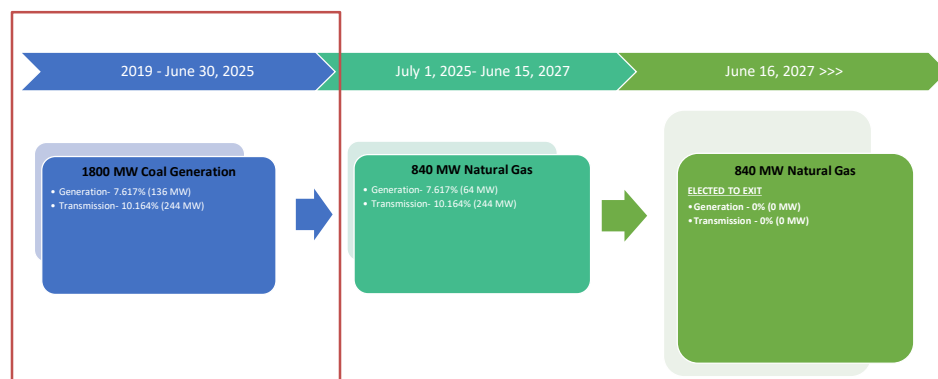 2019 - June 30, 2025
July 1, 2025- June 15, 2027
June 16, 2027 >>>
1800 MW Coal Generation
• Generation- 7.617% (136 MW)
• Transmission- 10.164% (244 MW)
840 MW Natural Gas
• Generation- 7.617% (64 MW)
• Transmission- 10.164% (244 MW)
840 MW Natural Gas
ELECTED TO EXIT
•Generation - 0% (0 MW)
•Transmission - 0% (0 MW)